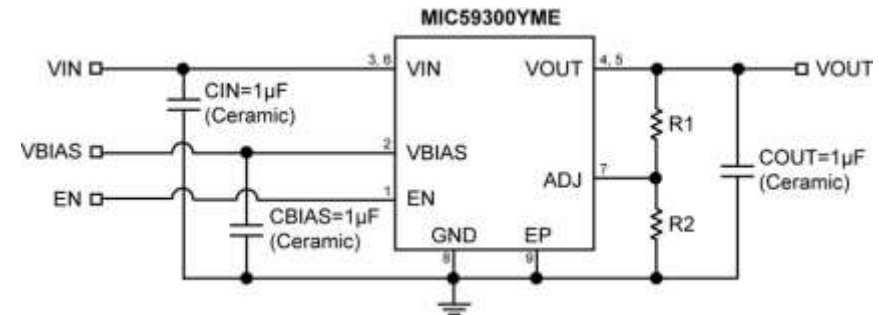 MIC59300YME
VIN
3, 6
VIN
VOUT
4, 5
VOUT
CIN=1µF
(Ceramic)
R1
VBIAS
2
VBIAS
COUT=1µF
(Ceramic)
ADJ
7
EN
1
EN
CBIAS=1µF
(Ceramic)
R2
GND
EP
8
9